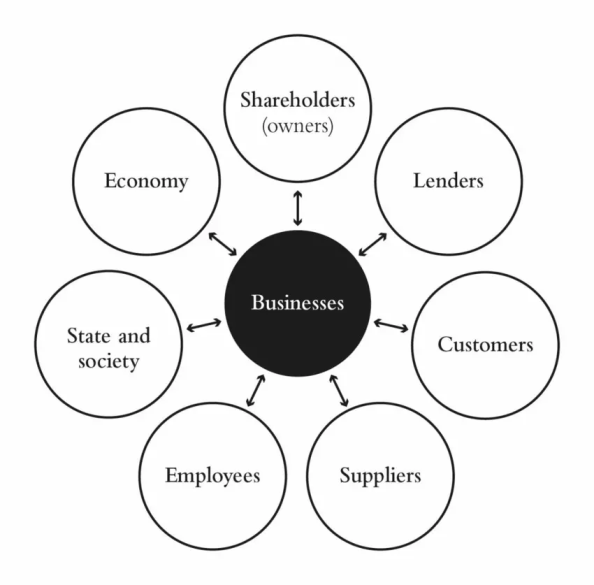 Shareholders
(owners)
Economy
Lenders
Businesses
State and
society
Customers
Employees
Suppliers